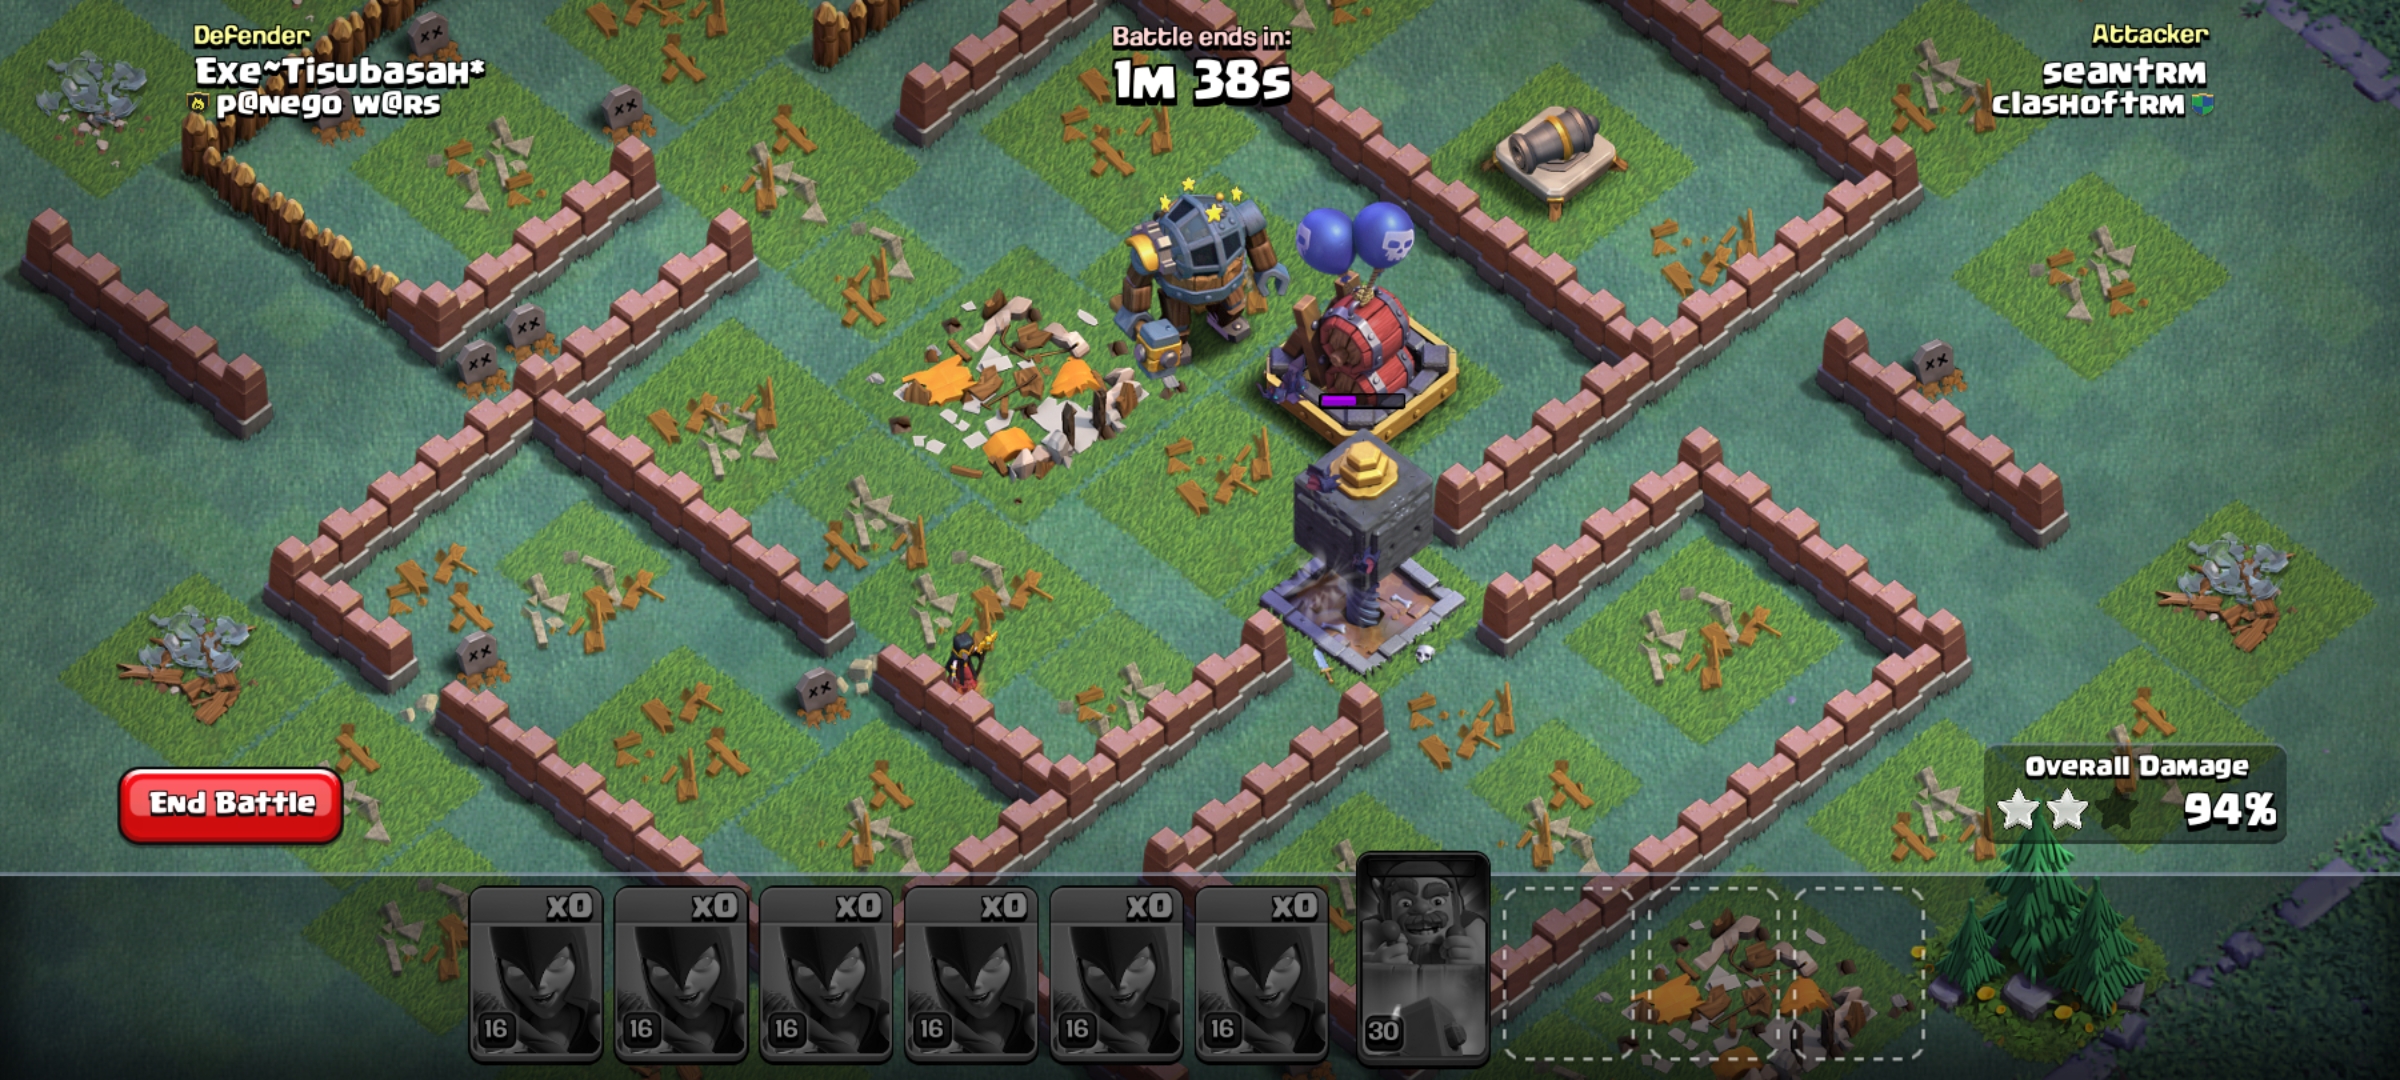 Defender
Exe~Tisubasah*
p@nego w@rs
Battle ends in:
1M 38s
Attacker
seantRM
clashoftRM
End Battle
Overall Damage
94%
x0
x0
x0
x0
x0
x0
16
16
16
16
16
16
30